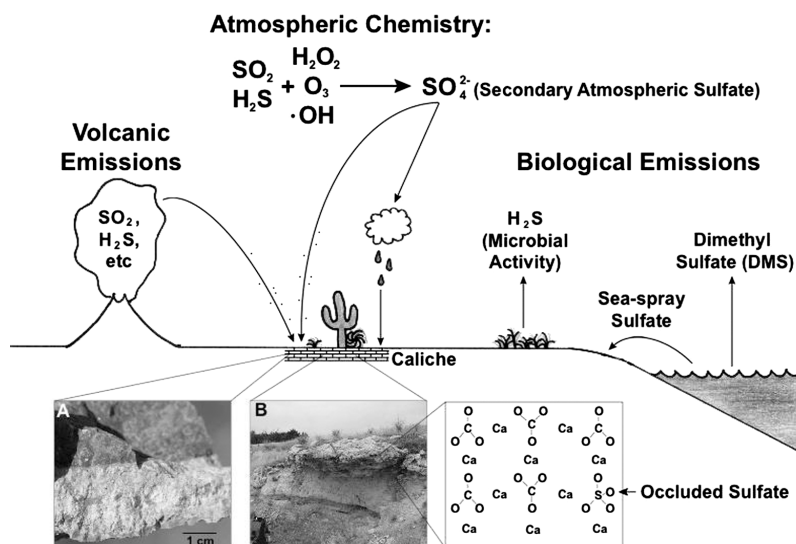 Atmospheric Chemistry:
SO2
H2S
+
H2O2
O3
·OH
SO4 2- (Secondary Atmospheric Sulfate)
Volcanic
Emissions
SO2,
H2S,
etc
Biological Emissions
H2S
(Microbial
Activity)
Dimethyl
Sulfate (DMS)
Sea-spray
Sulfate
Caliche
A
1 cm
B
O O O
C Ca C Ca C
O O O O O O
Ca Ca Ca
O O O
C Ca C Ca S O
O O O O O O
Ca Ca Ca
Occluded Sulfate